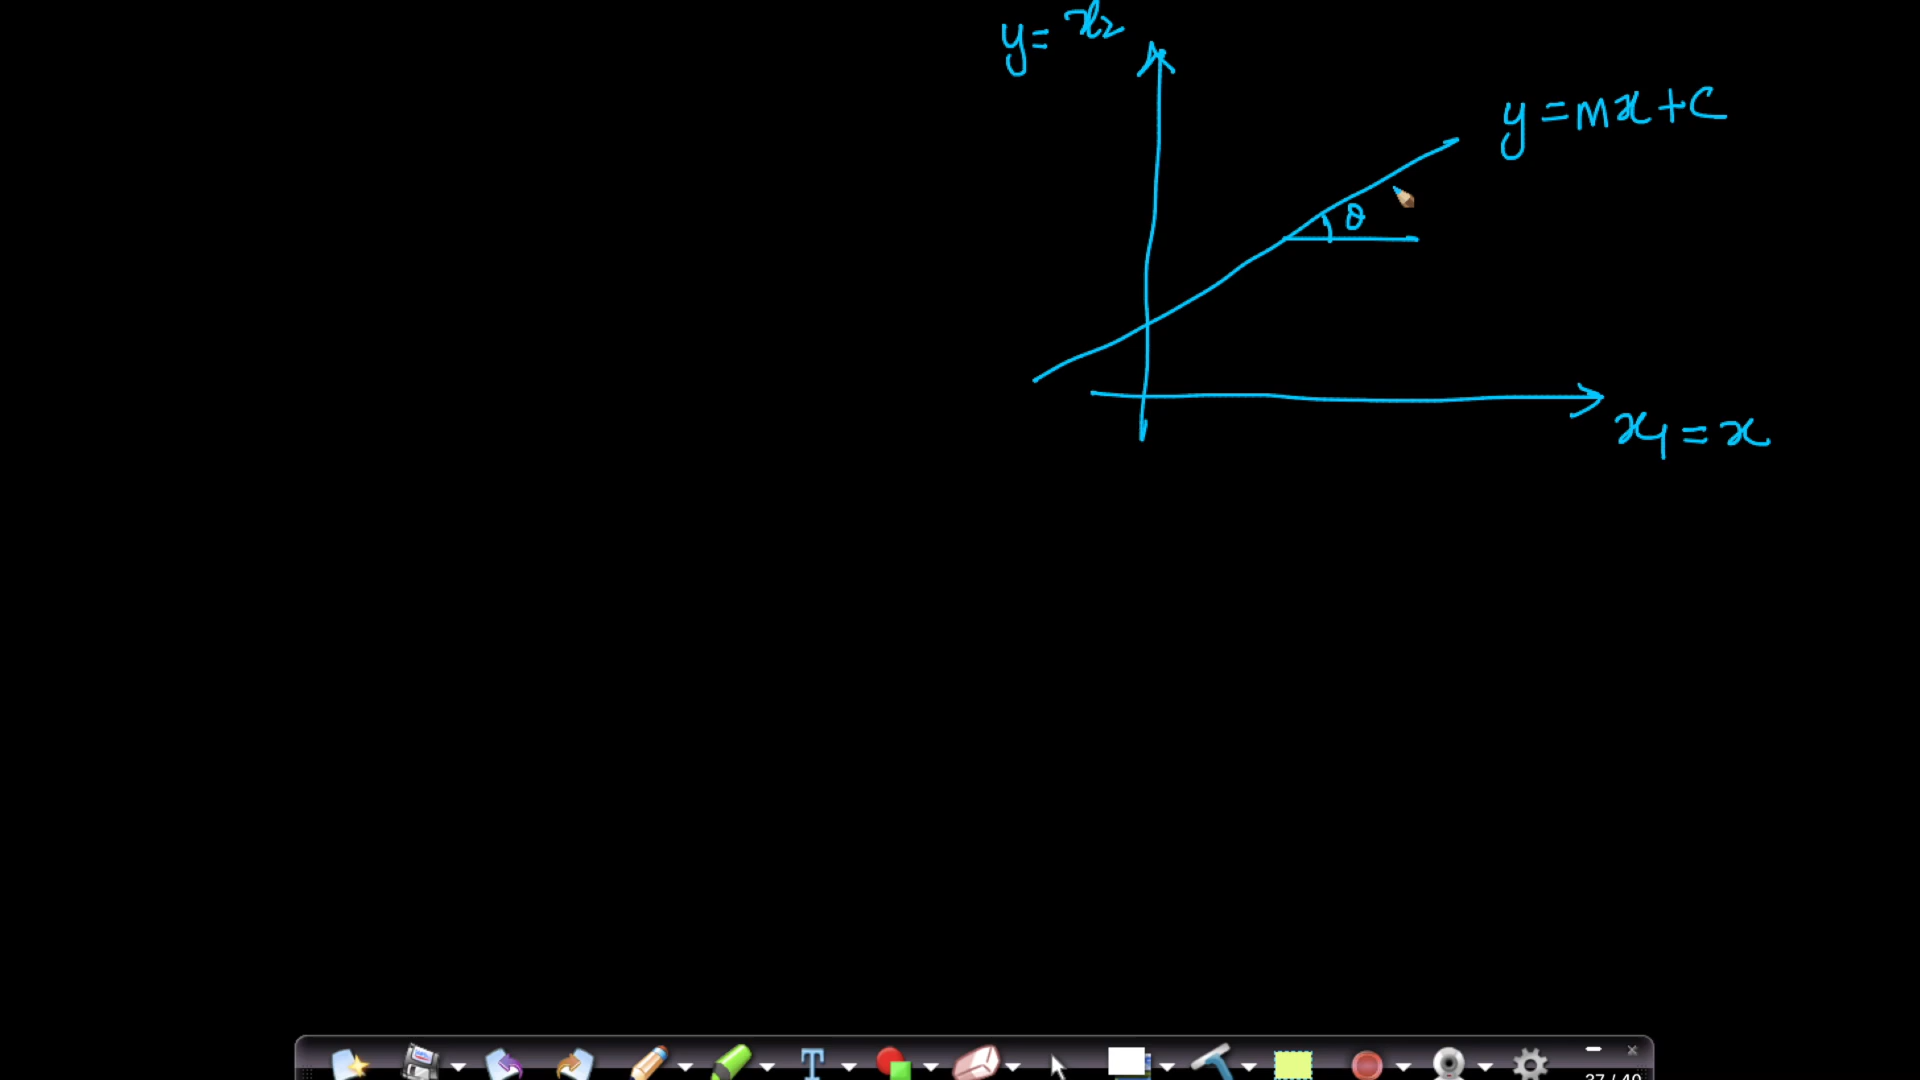 y = x₂
y = mx + c
θ
x₁ = x